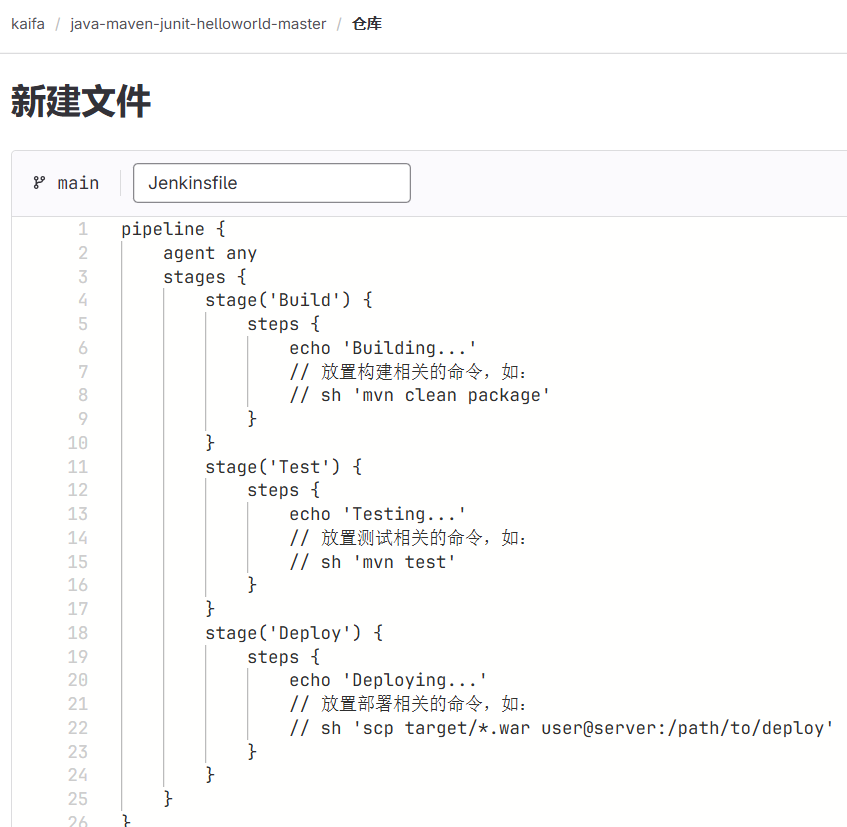 kaifa / java-maven-junit-helloworld-master / 仓库
新建文件
main Jenkinsfile
1 pipeline {
2 agent any
3 stages {
4 stage('Build') {
5 steps {
6 echo 'Building...'
7 // 放置构建相关的命令，如：
8 // sh 'mvn clean package'
9 }
10 }
11 stage('Test') {
12 steps {
13 echo 'Testing...'
14 // 放置测试相关的命令，如：
15 // sh 'mvn test'
16 }
17 }
18 stage('Deploy') {
19 steps {
20 echo 'Deploying...'
21 // 放置部署相关的命令，如：
22 // sh 'scp target/*.war user@server:/path/to/deploy'
23 }
24 }
25 }
26 }